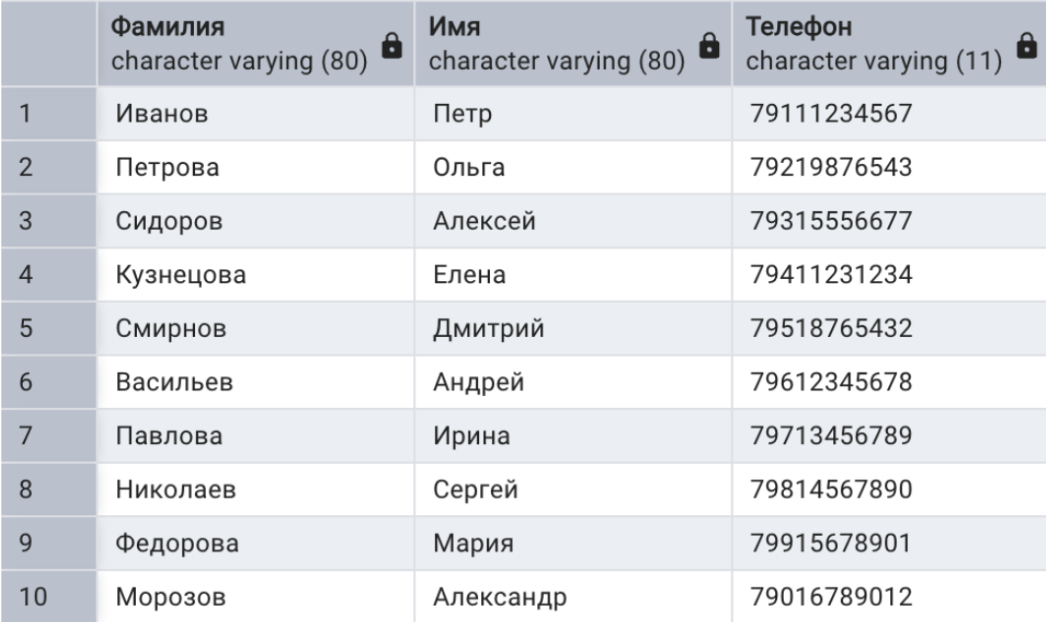 Фамилия Имя Телефон
character varying (80) character varying (80) character varying (11)
1 Иванов Петр 79111234567
2 Петрова Ольга 79219876543
3 Сидоров Алексей 79315556677
4 Кузнецова Елена 79411231234
5 Смирнов Дмитрий 79518765432
6 Васильев Андрей 79612345678
7 Павлова Ирина 79713456789
8 Николаев Сергей 79814567890
9 Федорова Мария 79915678901
10 Морозов Александр 79016789012